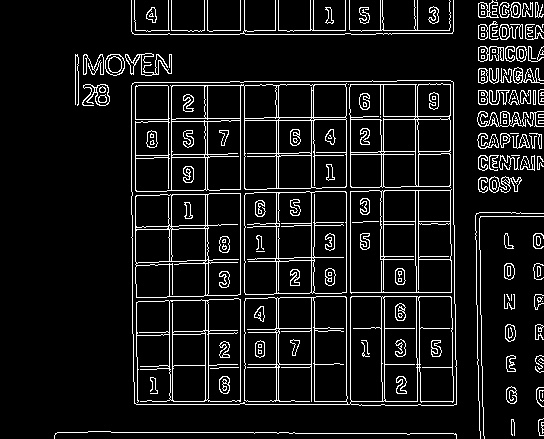 4 1 5 3
MOYEN
28
2 6 9
8 5 7 6 4 2
9 1
1 6 5 3
8 1 3 5
3 2 9 8
4 6
2 8 7 1 3 5
1 6 2
BÉGONI
BÉOTIEN
BRICOLA
BUNGAL
BUTANIE
CABANE
CAPTATI
CENTAIN
COSY
L
O D
N P
O R
E S